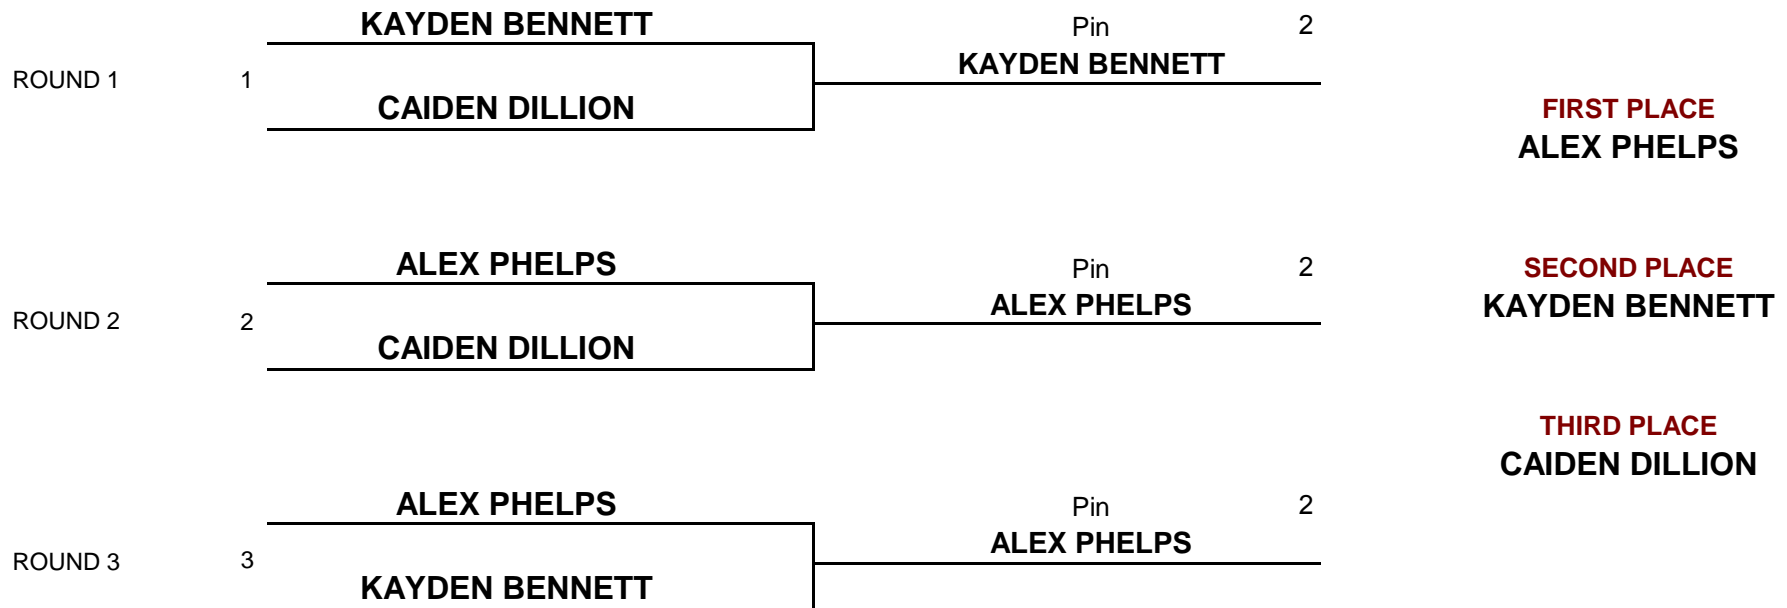 KAYDEN BENNETT
Pin 2
ROUND 1 1
KAYDEN BENNETT
CAIDEN DILLION
FIRST PLACE
ALEX PHELPS
ALEX PHELPS
Pin 2
SECOND PLACE
ROUND 2 2
ALEX PHELPS
KAYDEN BENNETT
CAIDEN DILLION
THIRD PLACE
CAIDEN DILLION
ALEX PHELPS
Pin 2
ROUND 3 3
ALEX PHELPS
KAYDEN BENNETT